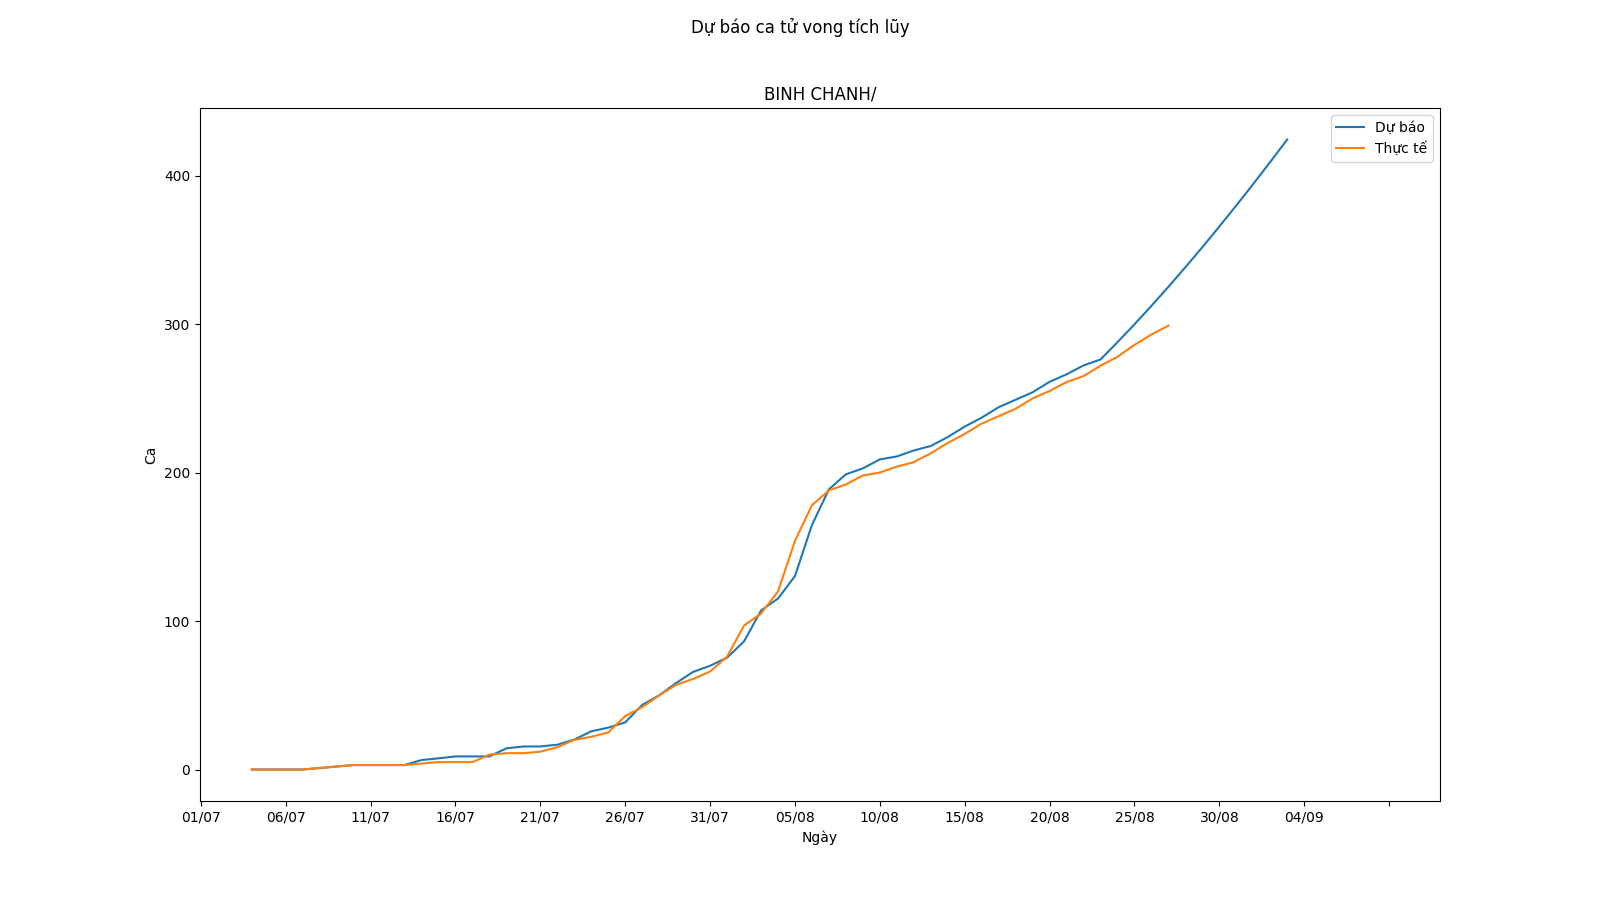 Dự báo ca tử vong tích lũy
BINH CHANH/
Dự báo
Thực tế
400
300
200
100
0
Ca
01/07 06/07 11/07 16/07 21/07 26/07 31/07 05/08 10/08 15/08 20/08 25/08 30/08 04/09
Ngày